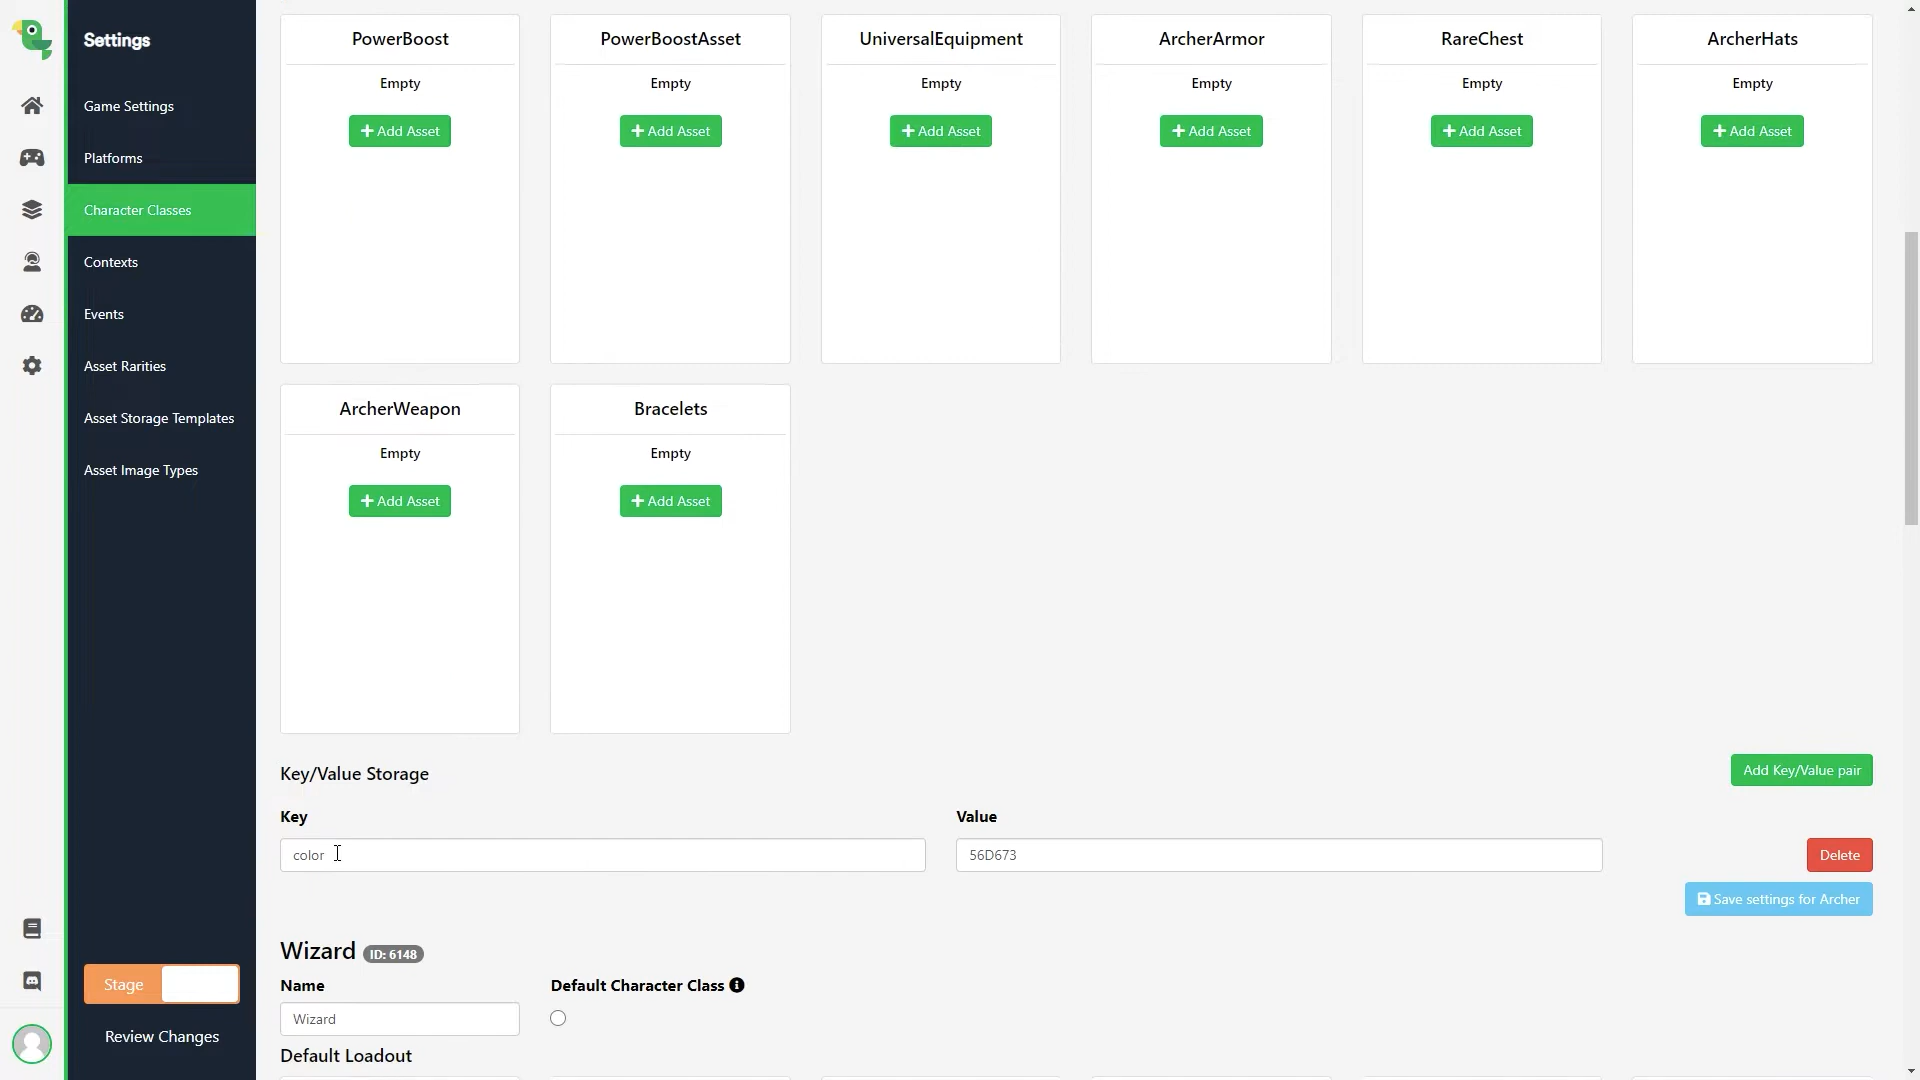 Settings
Game Settings
Platforms
Character Classes
Contexts
Events
Asset Rarities
Asset Storage Templates
Asset Image Types
Stage
Review Changes
PowerBoost
Empty
Add Asset
PowerBoostAsset
Empty
Add Asset
UniversalEquipment
Empty
Add Asset
ArcherArmor
Empty
Add Asset
RareChest
Empty
Add Asset
ArcherHats
Empty
Add Asset
ArcherWeapon
Empty
Add Asset
Bracelets
Empty
Add Asset
Key/Value Storage
Add Key/Value pair
Key
Value
color
56D673
Delete
Save settings for Archer
Wizard ID: 6148
Name
Default Character Class
Wizard
Default Loadout